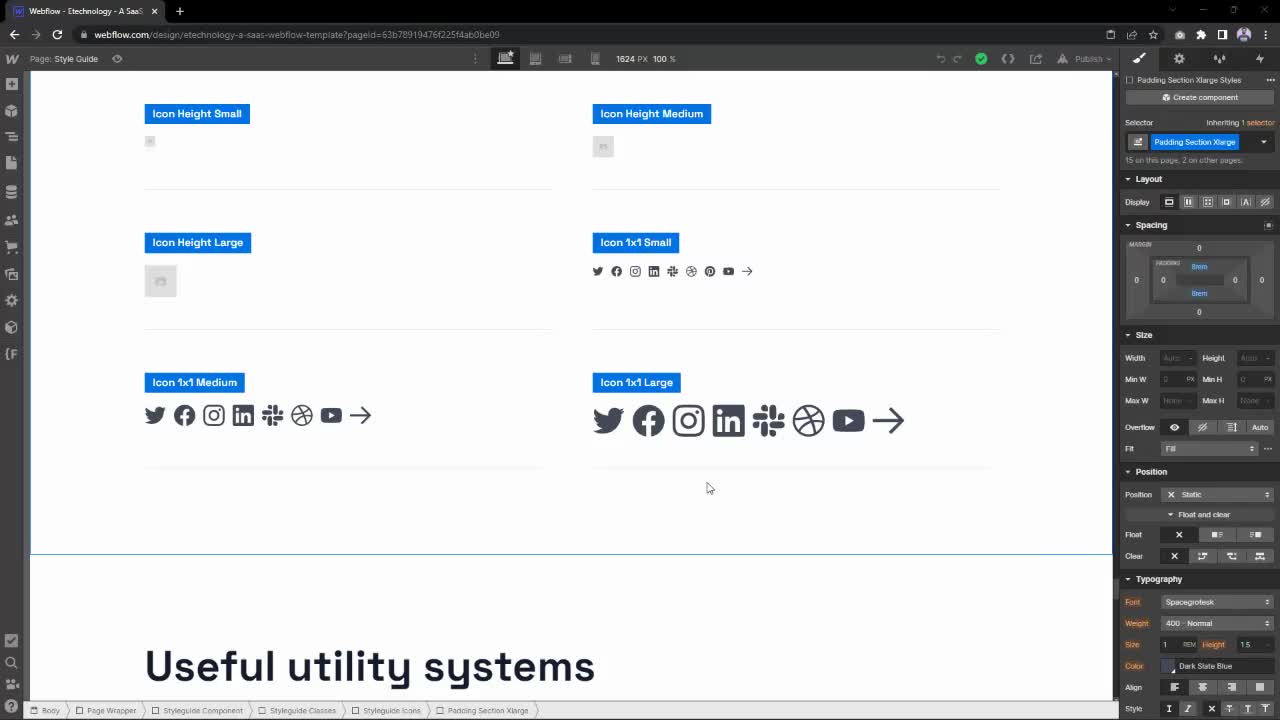 Webflow - Etechnology - A SaaS
webflow.com/design/etechnology-a-saas-webflow-template?pageId=63b78919476f225f4ab0be09
Page: Style Guide
1624 PX 100 %
Publish
Icon Height Small
Icon Height Medium
Icon Height Large
Icon 1x1 Small
Icon 1x1 Medium
Icon 1x1 Large
Useful utility systems
Body
Page Wrapper
Styleguide Component
Styleguide Classes
Styleguide Icons
Padding Section Xlarge
Padding Section Xlarge Styles
Create component
Selector
Inheriting 1 selector
Padding Section Xlarge
15 on this page, 2 on other pages.
Layout
Display
Spacing
MARGIN
0
PADDING
8rem
0 0 0 0
8rem
0
Size
Width Auto - Height Auto -
Min W 0 PX Min H 0 PX
Max W None - Max H None -
Overflow Auto
Fit Fill
Position
Position Static
Float and clear
Float
Clear
Typography
Font Spacegrotesk
Weight 400 - Normal
Size 1 REM Height 1.5 -
Color Dark Slate Blue
Align
Style